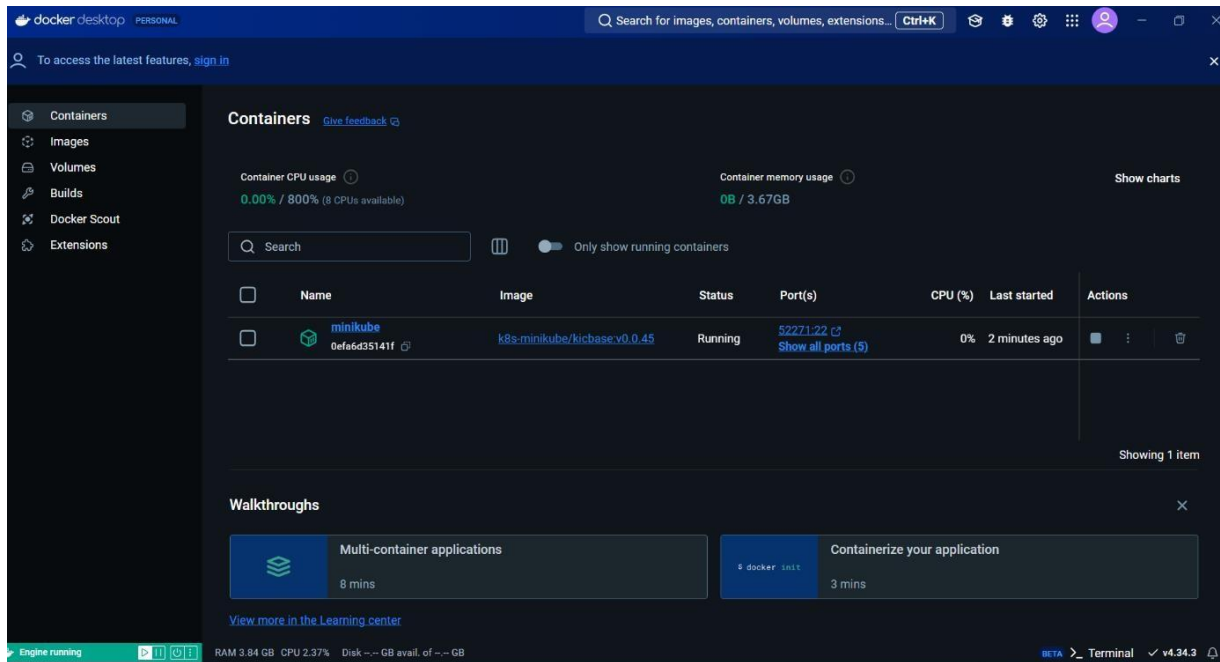 docker desktop PERSONAL
Search for images, containers, volumes, extensions... Ctrl+K
To access the latest features, sign in
Containers
Images
Volumes
Builds
Docker Scout
Extensions
Containers Give feedback
Container CPU usage
0.00% / 800% (8 CPUs available)
Container memory usage
0B / 3.67GB
Show charts
Search
Only show running containers
Name Image Status Port(s) CPU (%) Last started Actions
minikube
0efa6d35141f
k8s-minikube/kicbase:v0.0.45
Running
52271:22
Show all ports (5)
0%
2 minutes ago
Showing 1 item
Walkthroughs
Multi-container applications
8 mins
$ docker init
Containerize your application
3 mins
View more in the Learning center
Engine running
RAM 3.84 GB CPU 2.37% Disk --.-- GB avail. of --.-- GB
BETA >_ Terminal v4.34.3